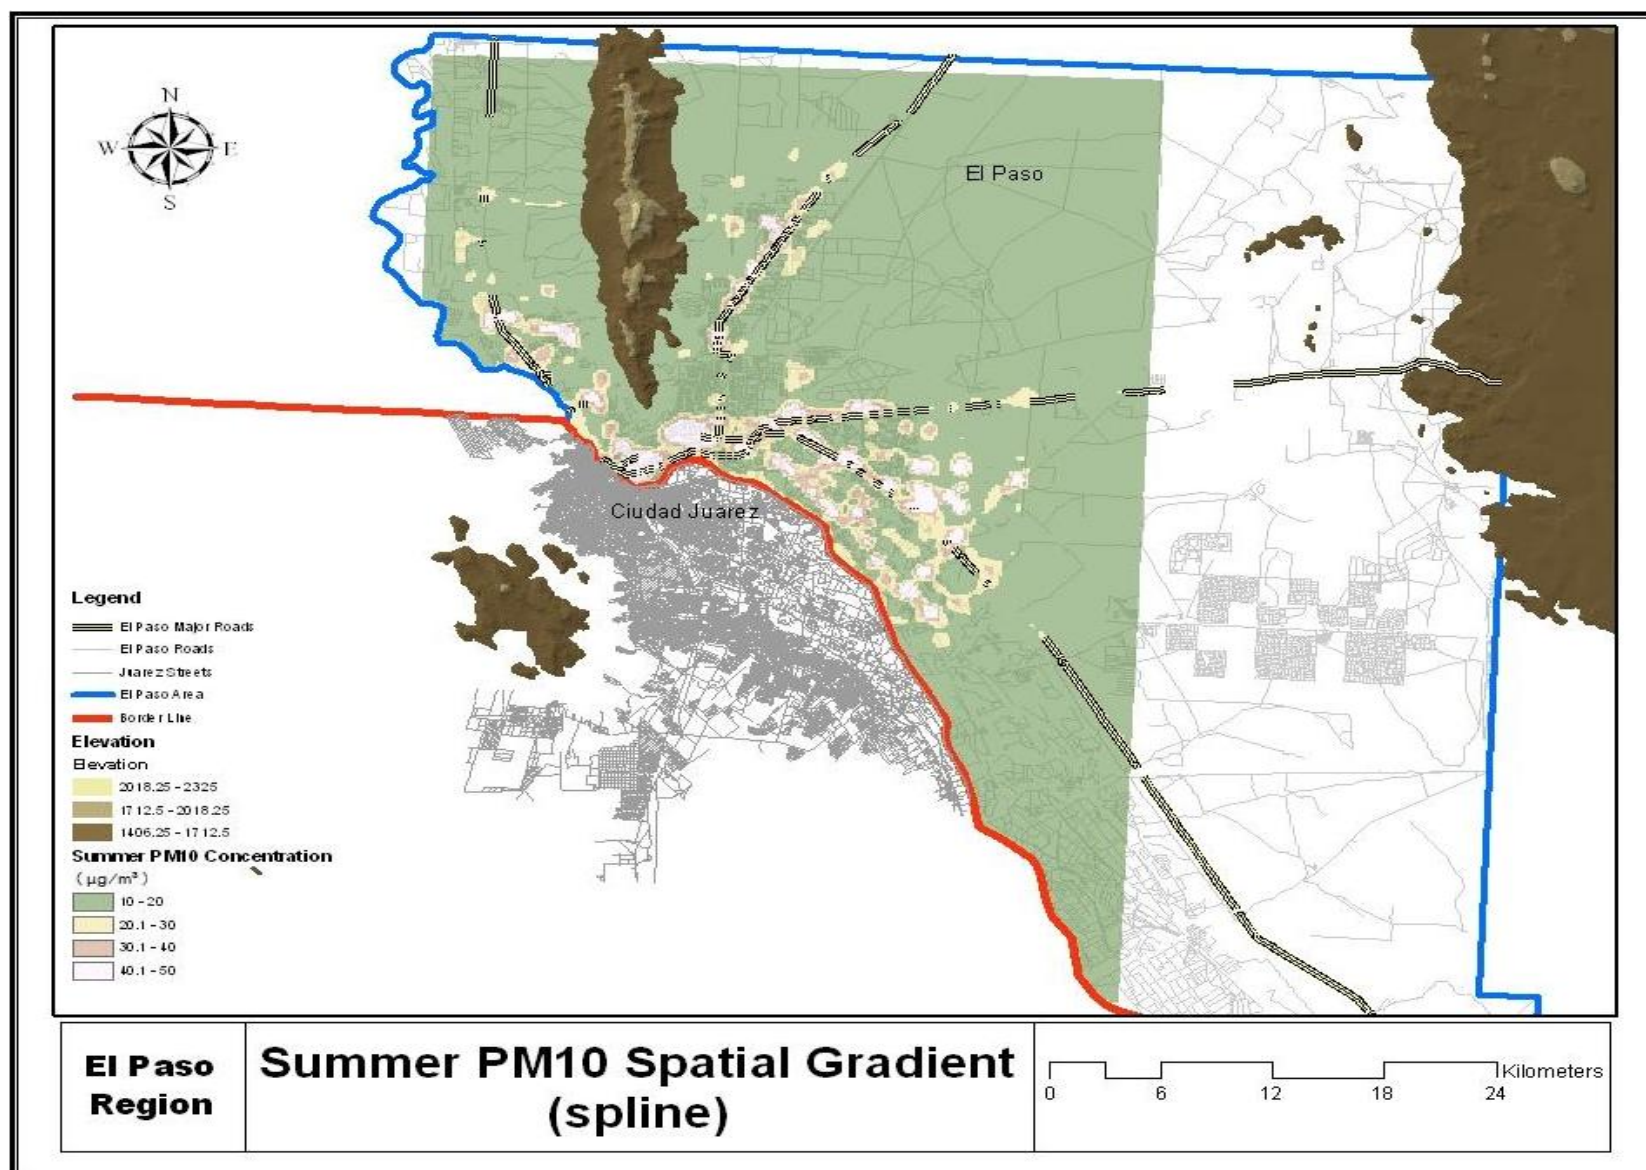 N
W
E
S
El Paso
Ciudad Juarez
Legend
El Paso Major Roads
El Paso Roads
Juarez Streets
El Paso Area
Border Line
Elevation
Elevation
2018.25 - 2325
1712.5 - 2018.25
1406.25 - 1712.5
Summer PM10 Concentration
(µg/m³)
10 - 20
20.1 - 30
30.1 - 40
40.1 - 50
El Paso
Region
Summer PM10 Spatial Gradient
(spline)
Kilometers
0 6 12 18 24